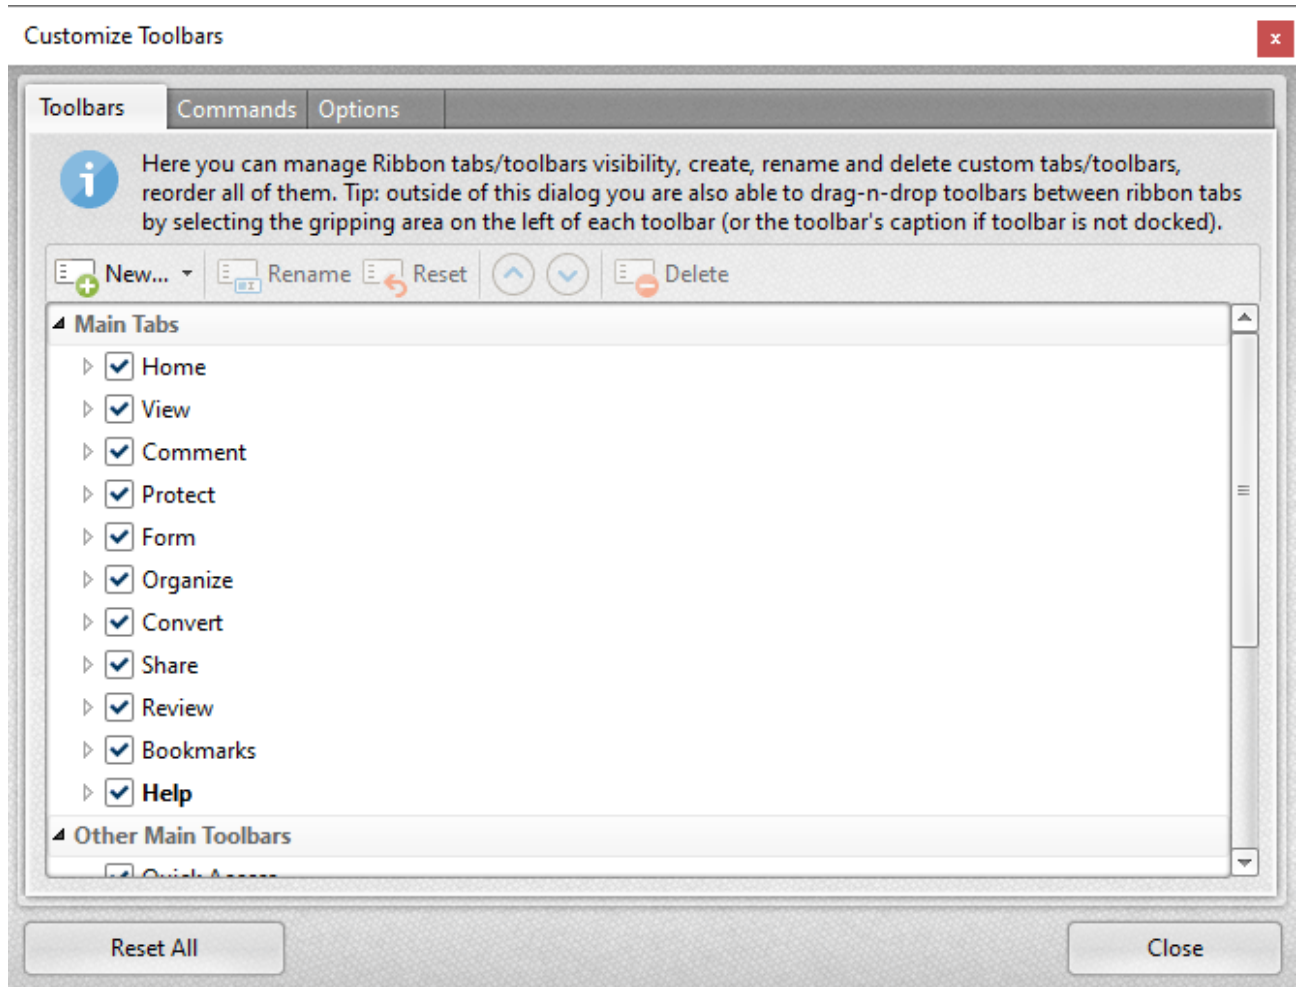 Customize Toolbars
x
Toolbars Commands Options
Here you can manage Ribbon tabs/toolbars visibility, create, rename and delete custom tabs/toolbars,
reorder all of them. Tip: outside of this dialog you are also able to drag-n-drop toolbars between ribbon tabs
by selecting the gripping area on the left of each toolbar (or the toolbar's caption if toolbar is not docked).
New... Rename Reset Delete
Main Tabs
Home
View
Comment
Protect
Form
Organize
Convert
Share
Review
Bookmarks
Help
Other Main Toolbars
Quick Access
Reset All Close